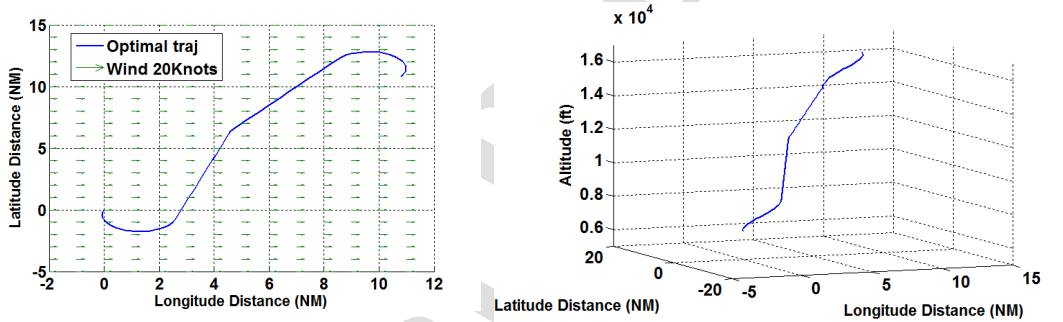 15
10
5
0
-5
Latitude Distance (NM)
Optimal traj
Wind 20Knots
-2 0 2 4 6 8 10 12
Longitude Distance (NM)
x 10^4
1.6
1.4
1.2
1
0.8
0.6
Altitude (ft)
20
0
-20
Latitude Distance (NM)
-5 0 5 10 15
Longitude Distance (NM)